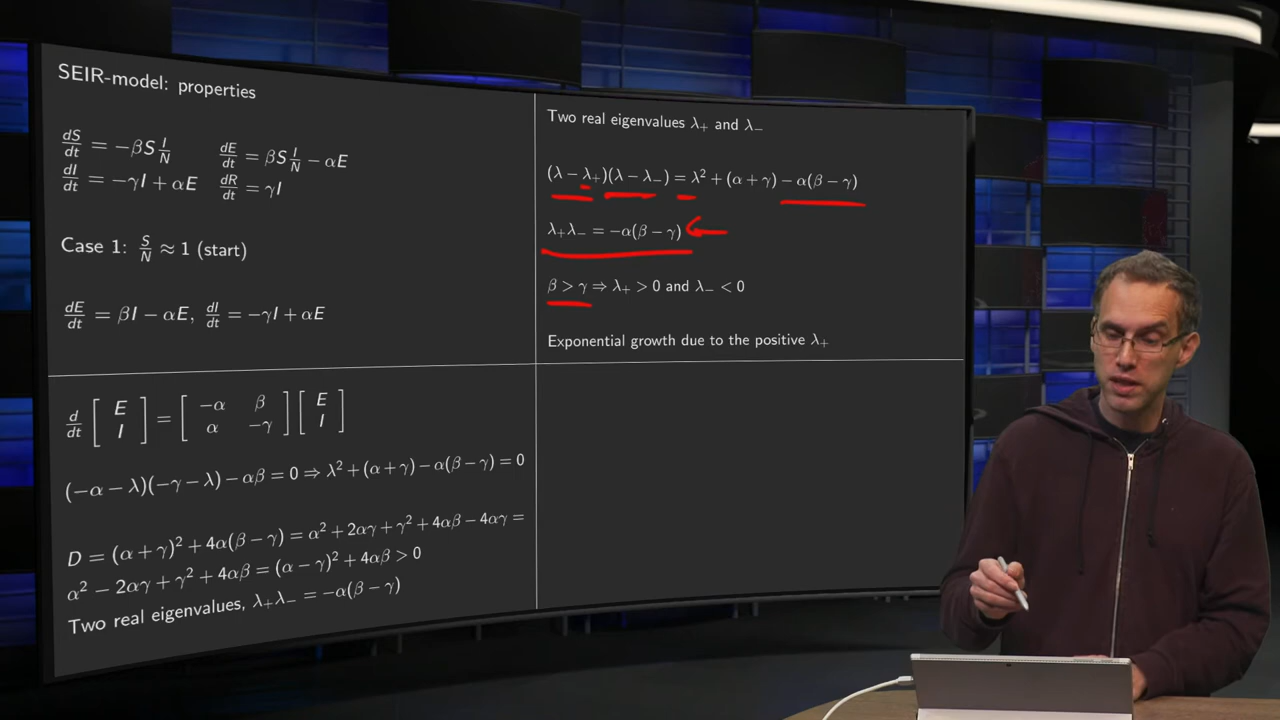 SEIR-model: properties
dS/dt = −βS I/N   dE/dt = βS I/N − αE
dI/dt = −γI + αE   dR/dt = γI
Case 1: S/N ≈ 1 (start)
dE/dt = βI − αE, dI/dt = −γI + αE
d/dt [E I] = [−α β; α −γ] [E I]
(−α − λ)(−γ − λ) − αβ = 0 ⇒ λ² + (α + γ) − α(β − γ) = 0
D = (α + γ)² + 4α(β − γ) = α² + 2αγ + γ² + 4αβ − 4αγ =
α² − 2αγ + γ² + 4αβ = (α − γ)² + 4αβ > 0
Two real eigenvalues, λ₊λ₋ = −α(β − γ)
Two real eigenvalues λ₊ and λ₋
(λ − λ₊)(λ − λ₋) = λ² + (α + γ) − α(β − γ)
λ₊λ₋ = −α(β − γ)
β > γ ⇒ λ₊ > 0 and λ₋ < 0
Exponential growth due to the positive λ₊